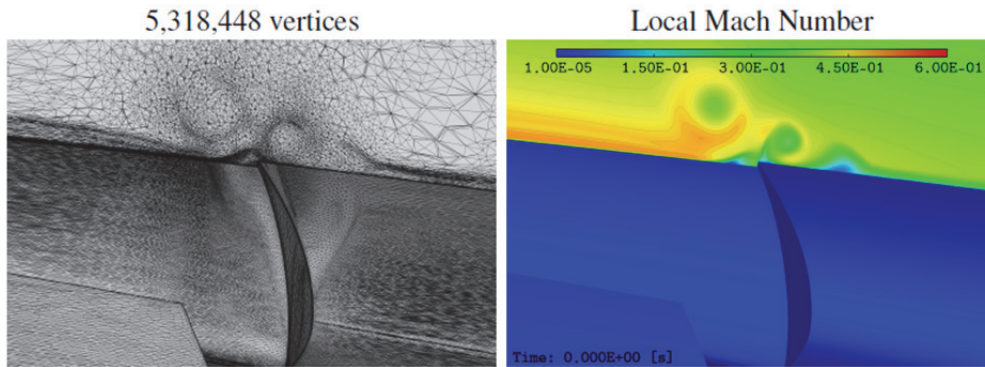 5,318,448 vertices
Local Mach Number
1.00E-05 1.50E-01 3.00E-01 4.50E-01 6.00E-01
Time: 0.000E+00 [s]